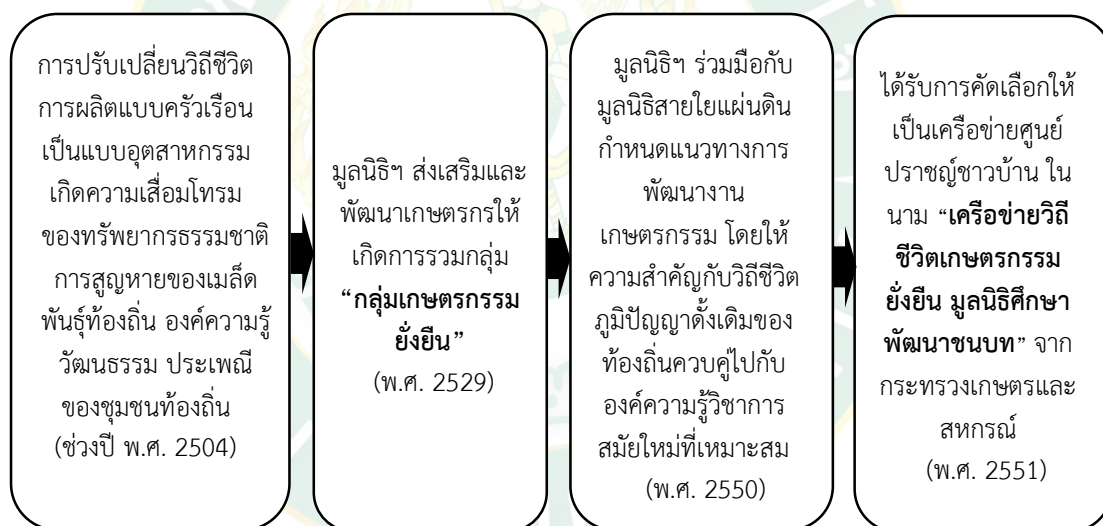 การปรับเปลี่ยนวิถีชีวิต
การผลิตแบบครัวเรือน
เป็นแบบอุตสาหกรรม
เกิดความเสื่อมโทรม
ของทรัพยากรธรรมชาติ
การสูญหายของเมล็ด
พันธุ์ท้องถิ่น องค์ความรู้
วัฒนธรรม ประเพณี
ของชุมชนท้องถิ่น
(ช่วงปี พ.ศ. 2504)
มูลนิธิฯ ส่งเสริมและ
พัฒนาเกษตรกรให้
เกิดการรวมกลุ่ม
“กลุ่มเกษตรกรรม
ยั่งยืน”
(พ.ศ. 2529)
มูลนิธิฯ ร่วมมือกับ
มูลนิธิสายใยแผ่นดิน
กำหนดแนวทางการ
พัฒนางาน
เกษตรกรรม โดยให้
ความสำคัญกับวิถีชีวิต
ภูมิปัญญาดั้งเดิมของ
ท้องถิ่นควบคู่ไปกับ
องค์ความรู้วิชาการ
สมัยใหม่ที่เหมาะสม
(พ.ศ. 2550)
ได้รับการคัดเลือกให้
เป็นเครือข่ายศูนย์
ปราชญ์ชาวบ้าน ใน
นาม “เครือข่ายวิถี
ชีวิตเกษตรกรรม
ยั่งยืน มูลนิธิศึกษา
พัฒนาชนบท” จาก
กระทรวงเกษตรและ
สหกรณ์
(พ.ศ. 2551)